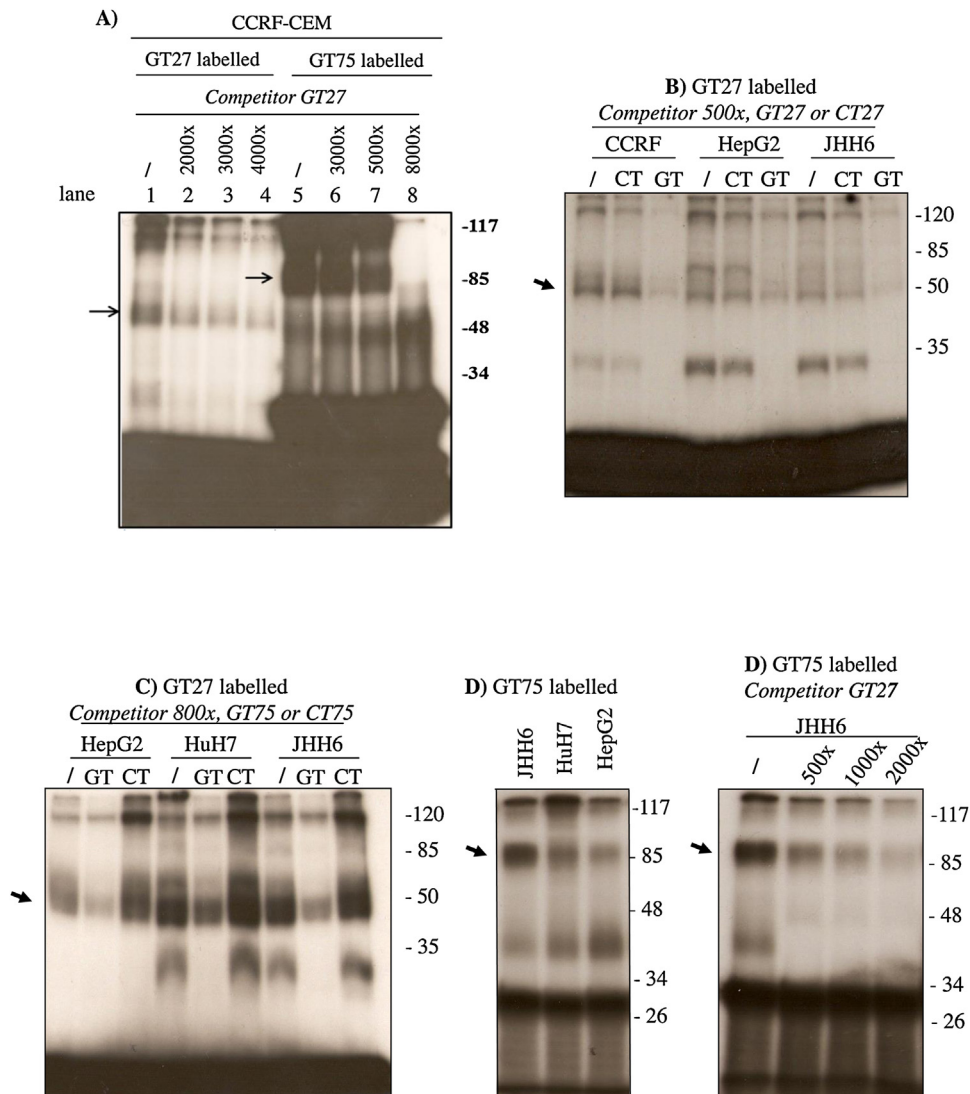 A)
CCRF-CEM
GT27 labelled GT75 labelled
Competitor GT27
/ 2000x 3000x 4000x / 3000x 5000x 8000x
lane 1 2 3 4 5 6 7 8
-117
-85
-48
-34
B) GT27 labelled
Competitor 500x, GT27 or CT27
CCRF HepG2 JHH6
/ CT GT / CT GT / CT GT
-120
- 85
- 50
- 35
C) GT27 labelled
Competitor 800x, GT75 or CT75
HepG2 HuH7 JHH6
/ GT CT / GT CT / GT CT
-120
- 85
- 50
- 35
D) GT75 labelled
JHH6 HuH7 HepG2
-117
- 85
- 48
- 34
- 26
D) GT75 labelled
Competitor GT27
JHH6
/ 500x 1000x 2000x
-117
- 85
- 48
- 34
- 26